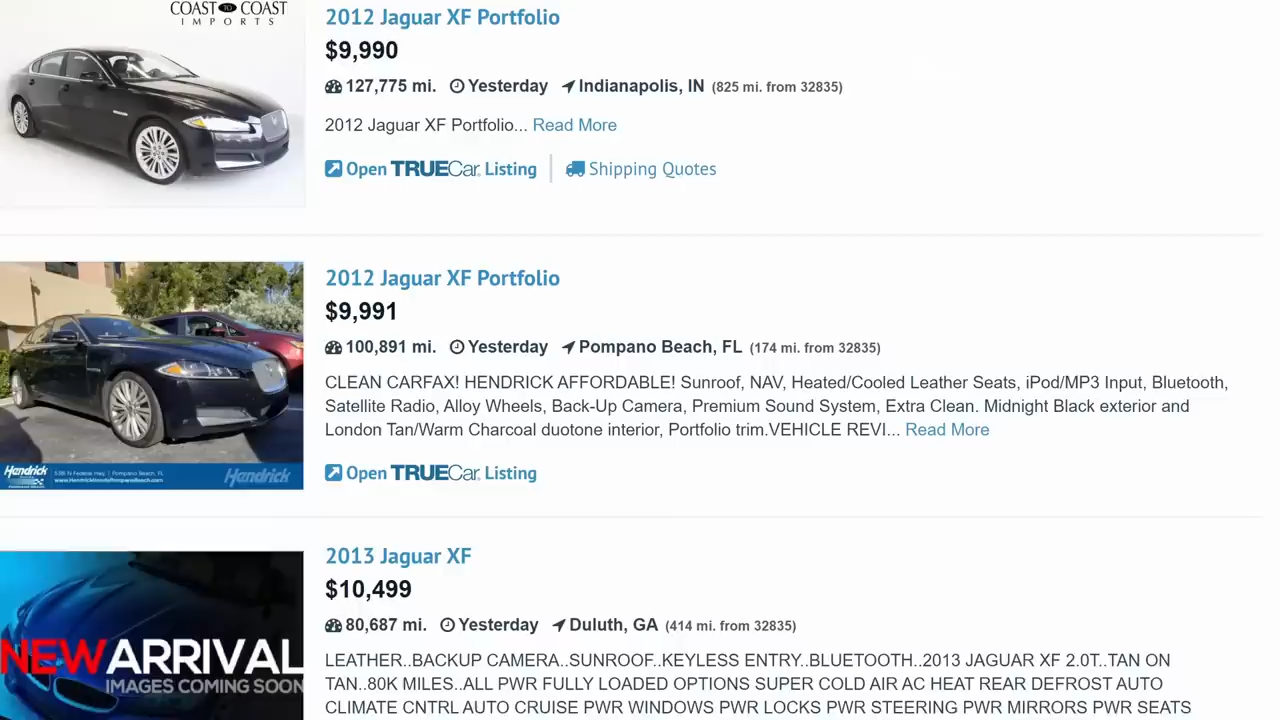 COAST TO COAST
IMPORTS
2012 Jaguar XF Portfolio
$9,990
127,775 mi. Yesterday Indianapolis, IN (825 mi. from 32835)
2012 Jaguar XF Portfolio... Read More
Open TRUECar. Listing Shipping Quotes
2012 Jaguar XF Portfolio
$9,991
100,891 mi. Yesterday Pompano Beach, FL (174 mi. from 32835)
CLEAN CARFAX! HENDRICK AFFORDABLE! Sunroof, NAV, Heated/Cooled Leather Seats, iPod/MP3 Input, Bluetooth,
Satellite Radio, Alloy Wheels, Back-Up Camera, Premium Sound System, Extra Clean. Midnight Black exterior and
London Tan/Warm Charcoal duotone interior, Portfolio trim.VEHICLE REVI... Read More
Hendrick Pompano Beach, FL Hendrick
Open TRUECar. Listing
2013 Jaguar XF
$10,499
80,687 mi. Yesterday Duluth, GA (414 mi. from 32835)
NEW ARRIVAL
IMAGES COMING SOON
LEATHER..BACKUP CAMERA..SUNROOF..KEYLESS ENTRY..BLUETOOTH..2013 JAGUAR XF 2.0T..TAN ON
TAN..80K MILES..ALL PWR FULLY LOADED OPTIONS SUPER COLD AIR AC HEAT REAR DEFROST AUTO
CLIMATE CNTRL AUTO CRUISE PWR WINDOWS PWR LOCKS PWR STEERING PWR MIRRORS PWR SEATS